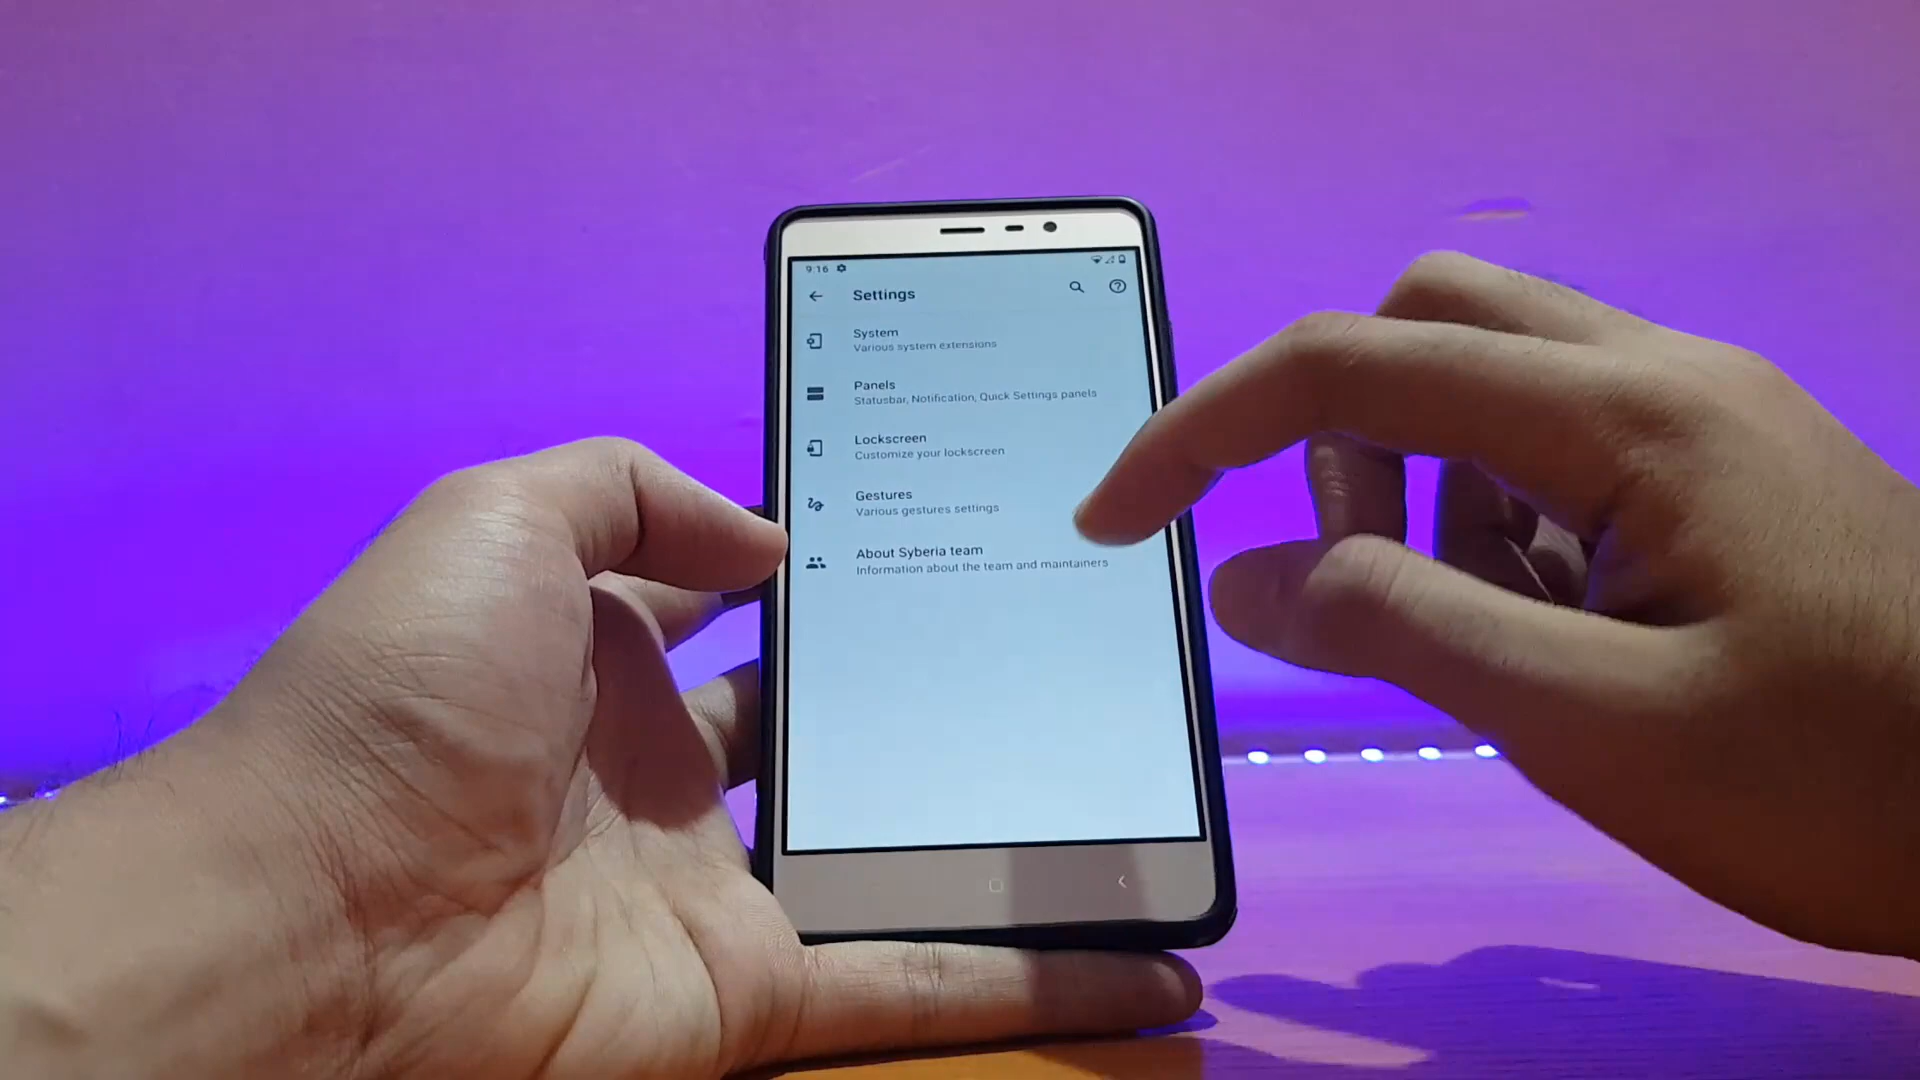 9:16
Settings
System
Various system extensions
Panels
Statusbar, Notification, Quick Settings panels
Lockscreen
Customize your lockscreen
Gestures
Various gestures settings
About Syberia team
Information about the team and maintainers